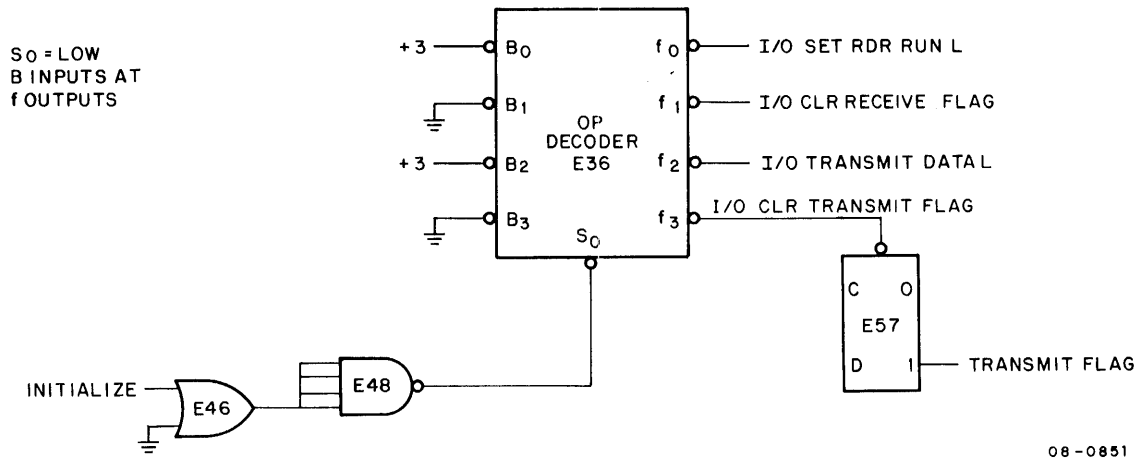 S0 = LOW
B INPUTS AT
f OUTPUTS
+3
B0
f0
I/O SET RDR RUN L
B1
f1
I/O CLR RECEIVE FLAG
OP
DECODER
E36
+3
B2
f2
I/O TRANSMIT DATA L
B3
f3
I/O CLR TRANSMIT FLAG
S0
C
0
E57
D
1
TRANSMIT FLAG
INITIALIZE
E46
E48
08-0851